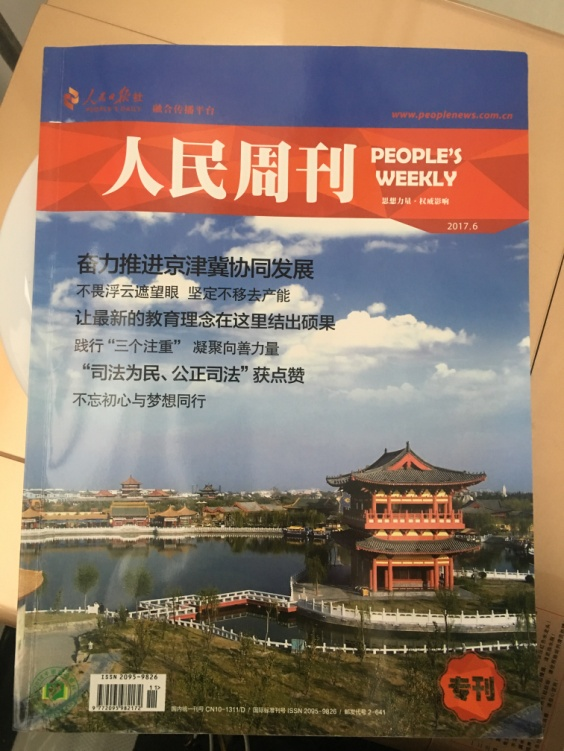 人民日报社
PEOPLE'S DAILY
融合传播平台
www.peoplenews.com.cn
人民周刊
PEOPLE'S
WEEKLY
思想力量·权威影响
2017.6
奋力推进京津冀协同发展
不畏浮云遮望眼 坚定不移去产能
让最新的教育理念在这里结出硕果
践行“三个注重” 凝聚向善力量
“司法为民、公正司法”获点赞
不忘初心与梦想同行
ISSN 2095-9826
9 772095 982172
国内统一刊号 CN10-1311/D / 国际标准刊号 ISSN 2095-9826 / 邮发代号 2-641
专刊